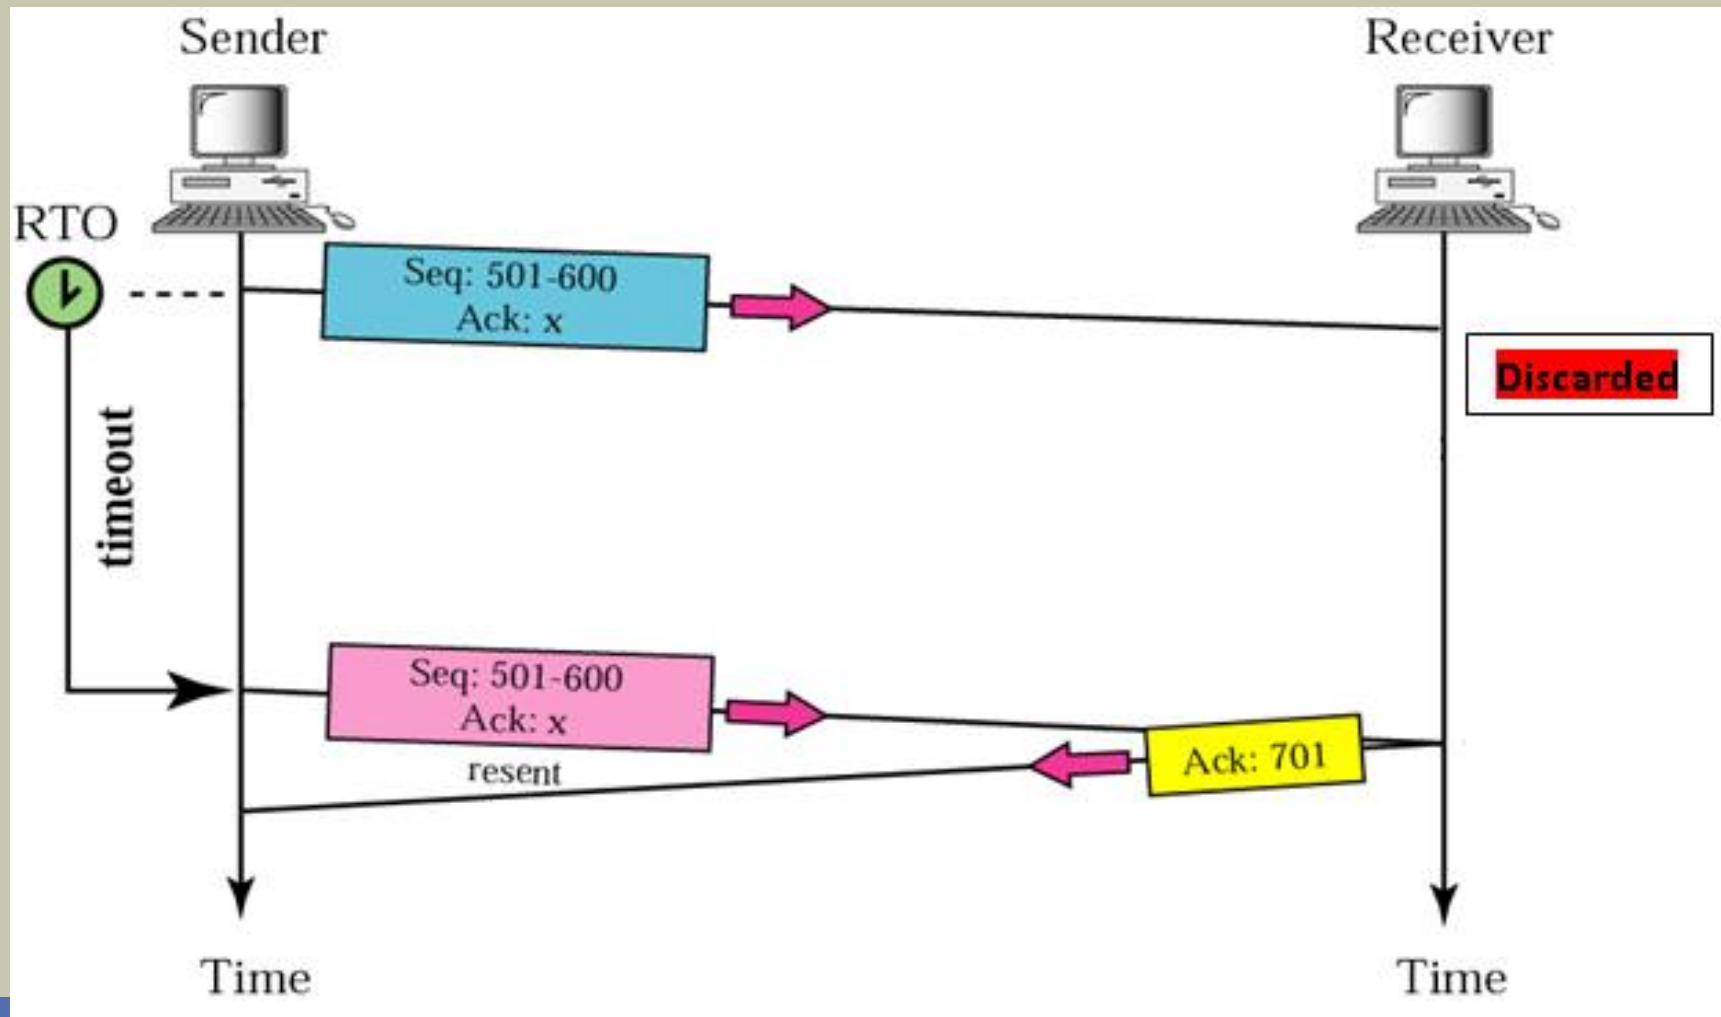 Sender
Receiver
RTO
Seq: 501-600
Ack: x
Discarded
timeout
Seq: 501-600
Ack: x
resent
Ack: 701
Time
Time